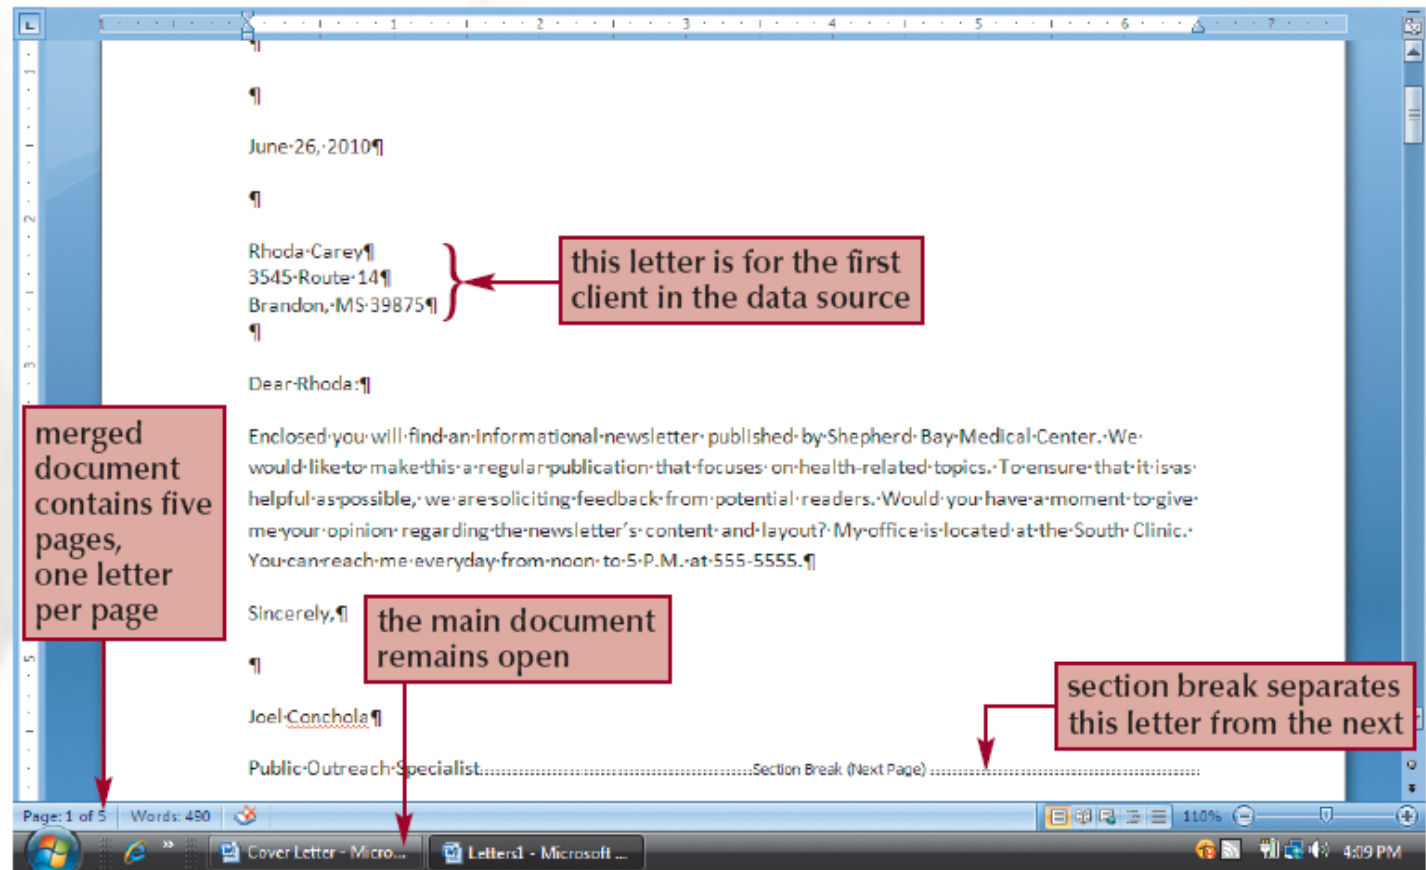 1 2 3 4 5 6 7
¶
¶
June·26,·2010¶
¶
Rhoda·Carey¶
3545·Route·14¶
Brandon,·MS·39875¶
¶
this letter is for the first
client in the data source
Dear·Rhoda:¶
merged
document
contains five
pages,
one letter
per page
Enclosed·you·will·find·an·informational·newsletter·published·by·Shepherd·Bay·Medical·Center.·We·
would·like·to·make·this·a·regular·publication·that·focuses·on·health-related·topics.·To·ensure·that·it·is·as·
helpful·as·possible,·we·are·soliciting·feedback·from·potential·readers.·Would·you·have·a·moment·to·give·
me·your·opinion·regarding·the·newsletter's·content·and·layout?·My·office·is·located·at·the·South·Clinic.·
You·can·reach·me·everyday·from·noon·to·5·P.M.·at·555-5555.¶
Sincerely,¶
the main document
remains open
¶
section break separates
this letter from the next
Joel·Conchola¶
Public·Outreach·Specialist Section Break (Next Page)
Page: 1 of 5 Words: 490 110%
Cover Letter - Micro... Letters1 - Microsoft ... 4:09 PM